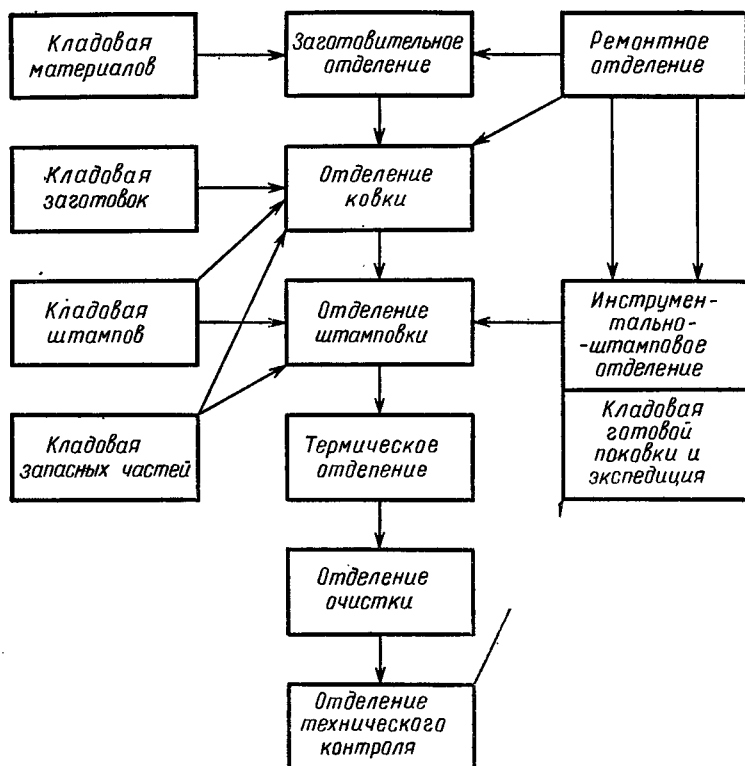 Кладовая
материалов
Заготовительное
отделение
Ремонтное
отделение
Кладовая
заготовок
Отделение
ковки
Кладовая
штампов
Отделение
штамповки
Инструмен-
тально-
-штамповое
отделение
Кладовая
запасных частей
Термическое
отделение
Кладовая
готовой
поковки и
экспедиция
Отделение
очистки
Отделение
технического
контроля